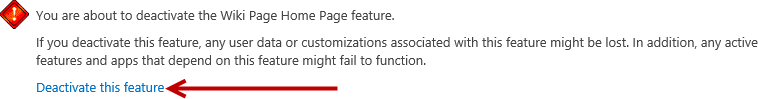 You are about to deactivate the Wiki Page Home Page feature.
If you deactivate this feature, any user data or customizations associated with this feature might be lost. In addition, any active
features and apps that depend on this feature might fail to function.
Deactivate this feature